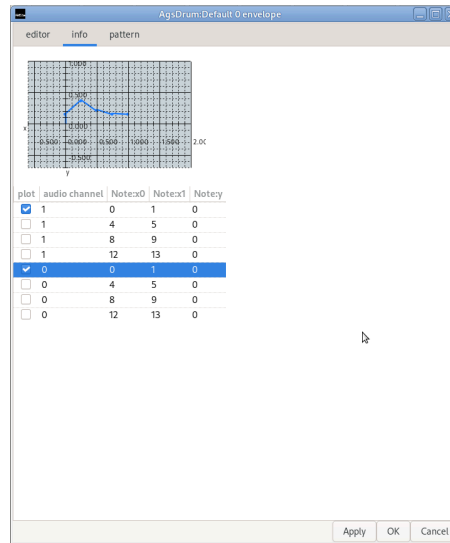 AgsDrum:Default 0 envelope
editor info pattern
0.000
0.500
x 0.000
-0.500 0.000 0.500 1.000 1.500 2.00
-0.500
y
plot audio channel Note:x0 Note:x1 Note:y
1 0 1 0
1 4 5 0
1 8 9 0
1 12 13 0
0 0 1 0
0 4 5 0
0 8 9 0
0 12 13 0
Apply OK Cancel